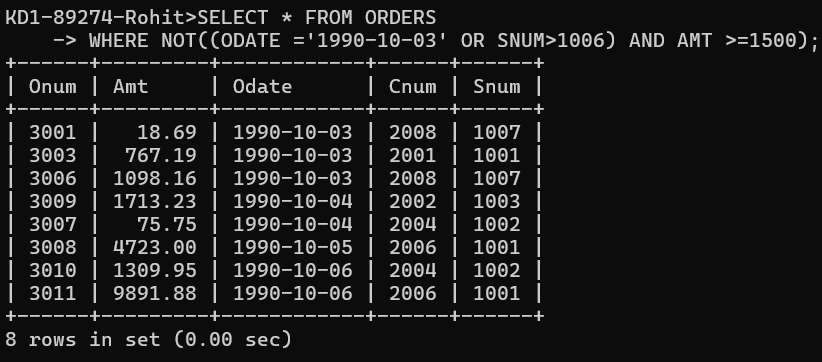 KD1-89274-Rohit>SELECT * FROM ORDERS
    -> WHERE NOT((ODATE ='1990-10-03' OR SNUM>1006) AND AMT >=1500);
+------+---------+------------+------+------+
| Onum | Amt     | Odate      | Cnum | Snum |
+------+---------+------------+------+------+
| 3001 |   18.69 | 1990-10-03 | 2008 | 1007 |
| 3003 |  767.19 | 1990-10-03 | 2001 | 1001 |
| 3006 | 1098.16 | 1990-10-03 | 2008 | 1007 |
| 3009 | 1713.23 | 1990-10-04 | 2002 | 1003 |
| 3007 |   75.75 | 1990-10-04 | 2004 | 1002 |
| 3008 | 4723.00 | 1990-10-05 | 2006 | 1001 |
| 3010 | 1309.95 | 1990-10-06 | 2004 | 1002 |
| 3011 | 9891.88 | 1990-10-06 | 2006 | 1001 |
+------+---------+------------+------+------+
8 rows in set (0.00 sec)